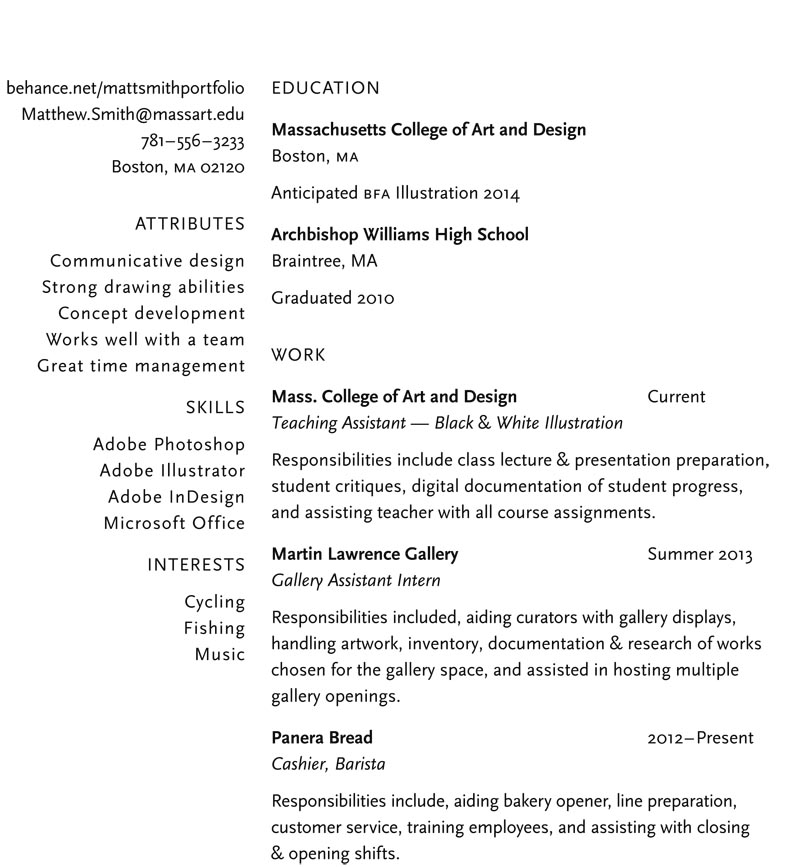 behance.net/mattsmithportfolio
Matthew.Smith@massart.edu
781–556–3233
Boston, MA 02120
ATTRIBUTES
Communicative design
Strong drawing abilities
Concept development
Works well with a team
Great time management
SKILLS
Adobe Photoshop
Adobe Illustrator
Adobe InDesign
Microsoft Office
INTERESTS
Cycling
Fishing
Music
EDUCATION
Massachusetts College of Art and Design
Boston, MA
Anticipated BFA Illustration 2014
Archbishop Williams High School
Braintree, MA
Graduated 2010
WORK
Mass. College of Art and Design Current
Teaching Assistant — Black & White Illustration
Responsibilities include class lecture & presentation preparation,
student critiques, digital documentation of student progress,
and assisting teacher with all course assignments.
Martin Lawrence Gallery Summer 2013
Gallery Assistant Intern
Responsibilities included, aiding curators with gallery displays,
handling artwork, inventory, documentation & research of works
chosen for the gallery space, and assisted in hosting multiple
gallery openings.
Panera Bread 2012–Present
Cashier, Barista
Responsibilities include, aiding bakery opener, line preparation,
customer service, training employees, and assisting with closing
& opening shifts.